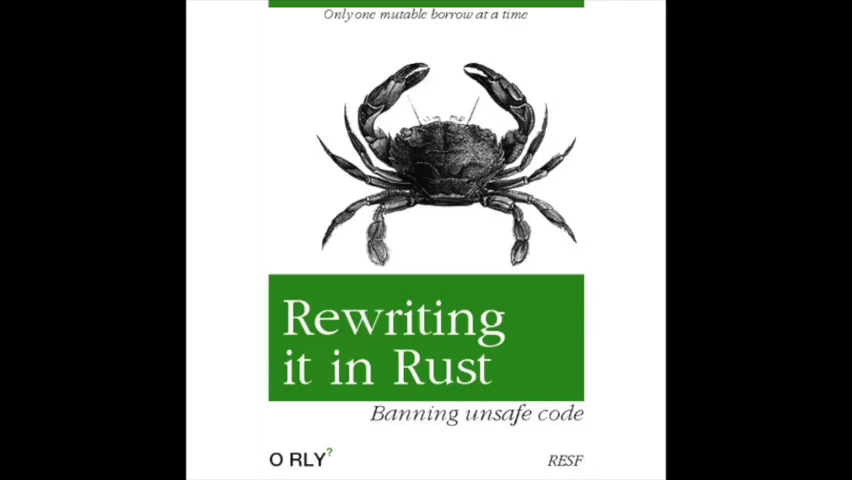 Only one mutable borrow at a time
Rewriting
it in Rust
Banning unsafe code
O RLY?
RESF